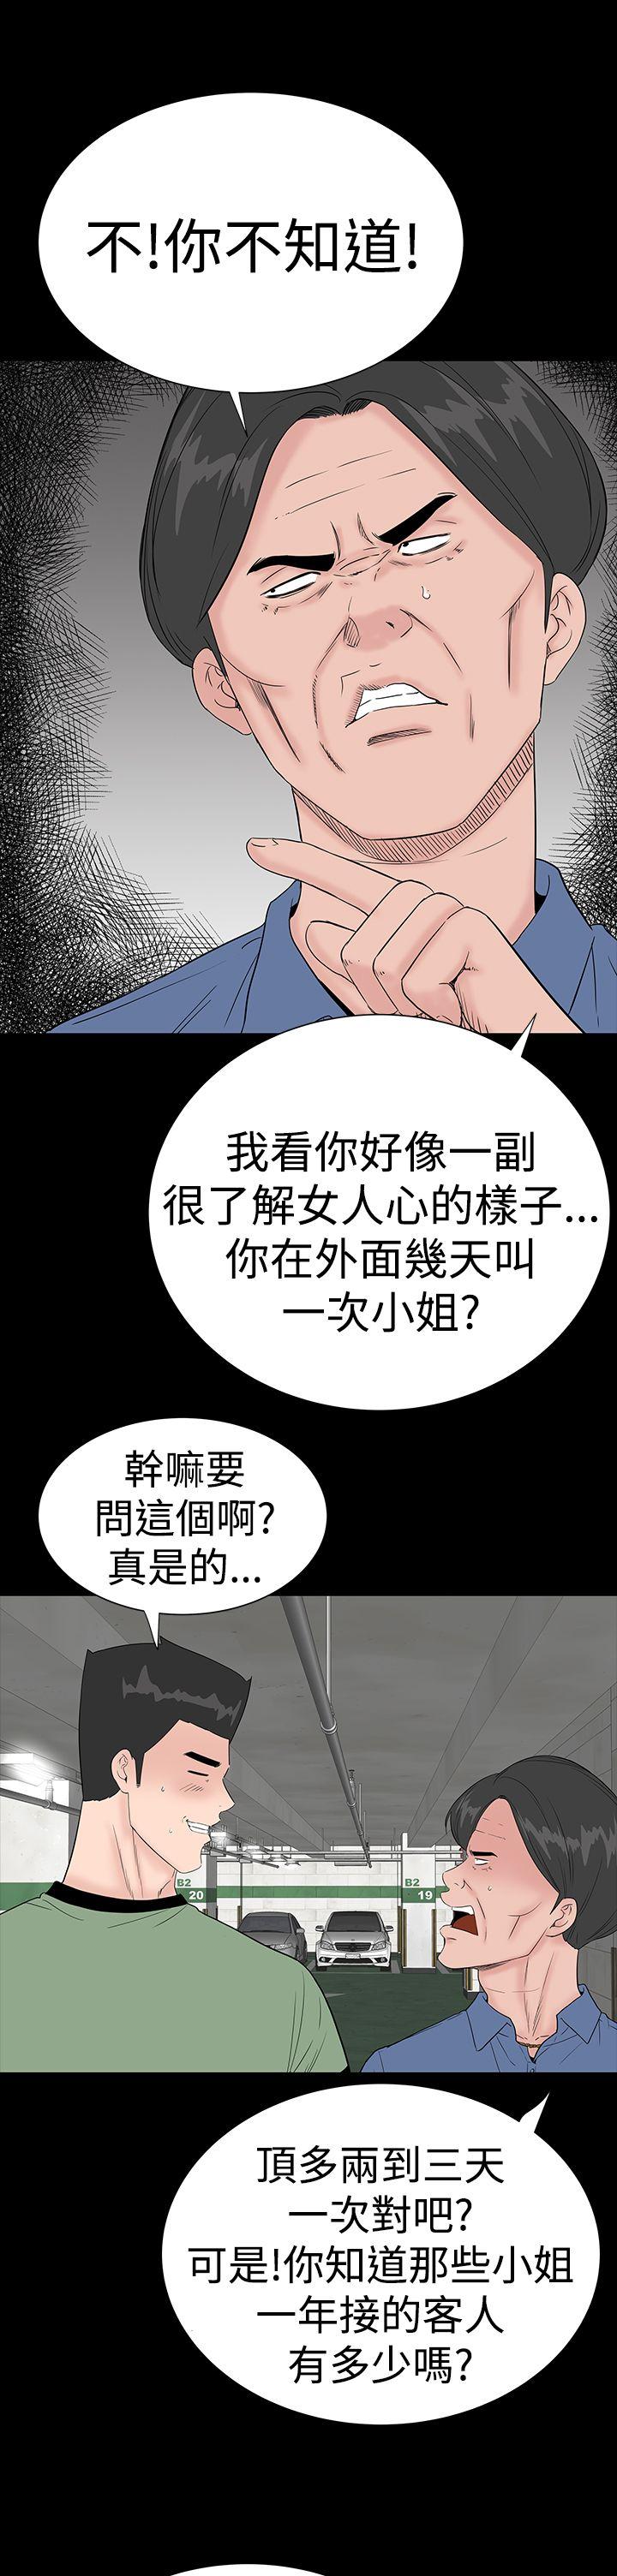 不!你不知道!
我看你好像一副
很了解女人心的樣子...
你在外面幾天叫
一次小姐?
幹嘛要
問這個啊?
真是的...
B2
20
B2
19
頂多兩到三天
一次對吧?
可是!你知道那些小姐
一年接的客人
有多少嗎?